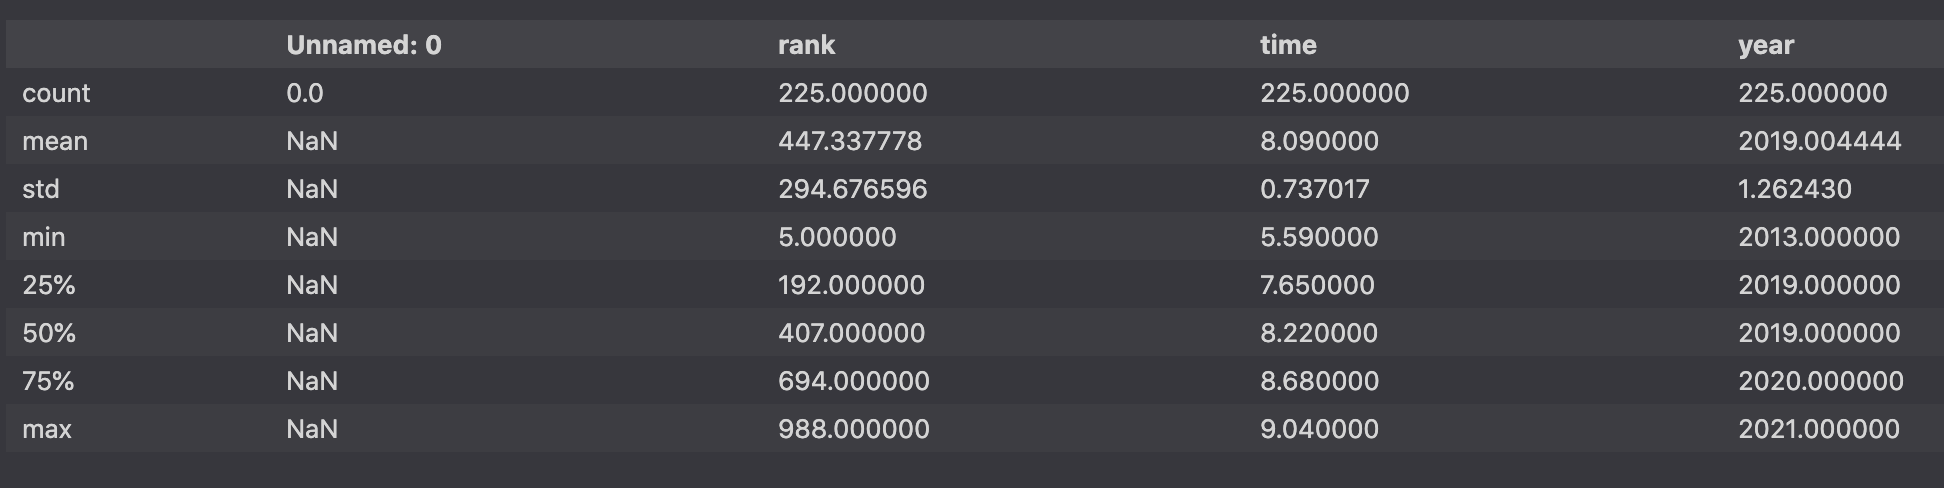 Unnamed: 0 rank time year
count 0.0 225.000000 225.000000 225.000000
mean NaN 447.337778 8.090000 2019.004444
std NaN 294.676596 0.737017 1.262430
min NaN 5.000000 5.590000 2013.000000
25% NaN 192.000000 7.650000 2019.000000
50% NaN 407.000000 8.220000 2019.000000
75% NaN 694.000000 8.680000 2020.000000
max NaN 988.000000 9.040000 2021.000000